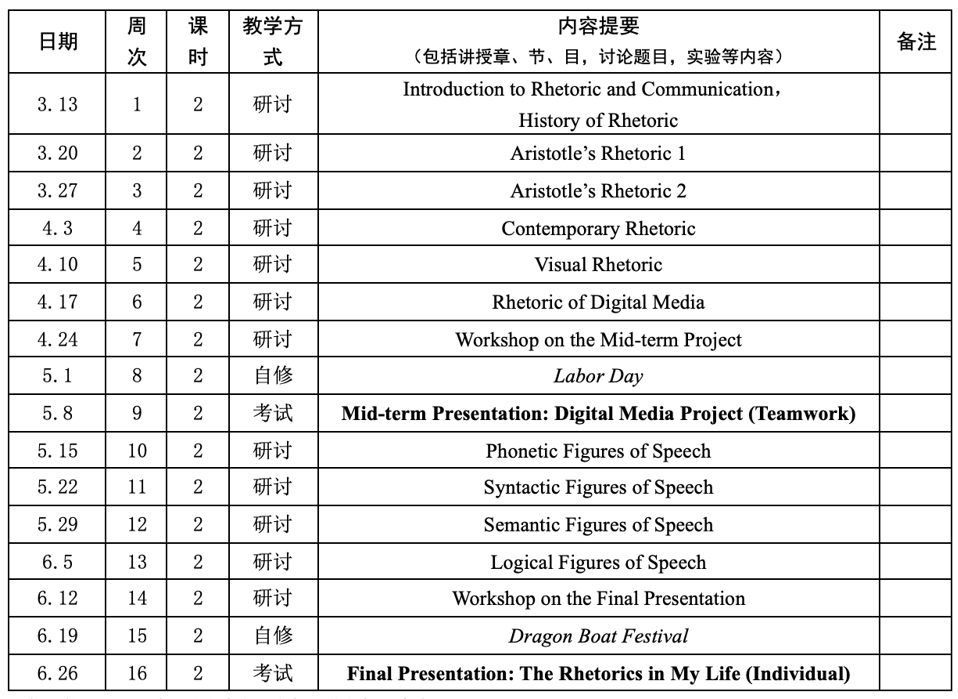 日期 周次 课时 教学方式 内容提要 备注
（包括讲授章、节、目，讨论题目，实验等内容）
3.13 1 2 研讨 Introduction to Rhetoric and Communication，
History of Rhetoric
3.20 2 2 研讨 Aristotle’s Rhetoric 1
3.27 3 2 研讨 Aristotle’s Rhetoric 2
4.3 4 2 研讨 Contemporary Rhetoric
4.10 5 2 研讨 Visual Rhetoric
4.17 6 2 研讨 Rhetoric of Digital Media
4.24 7 2 研讨 Workshop on the Mid-term Project
5.1 8 2 自修 Labor Day
5.8 9 2 考试 Mid-term Presentation: Digital Media Project (Teamwork)
5.15 10 2 研讨 Phonetic Figures of Speech
5.22 11 2 研讨 Syntactic Figures of Speech
5.29 12 2 研讨 Semantic Figures of Speech
6.5 13 2 研讨 Logical Figures of Speech
6.12 14 2 研讨 Workshop on the Final Presentation
6.19 15 2 自修 Dragon Boat Festival
6.26 16 2 考试 Final Presentation: The Rhetorics in My Life (Individual)